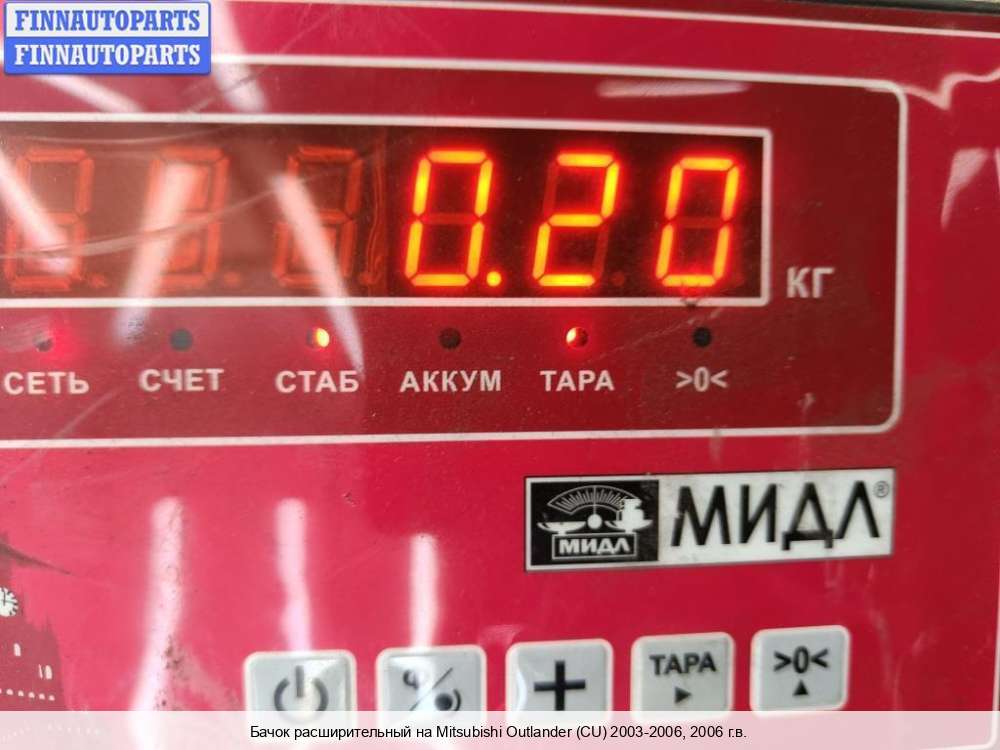 FINNAUTOPARTS
FINNAUTOPARTS
0.20
КГ
СЕТЬ СЧЕТ СТАБ АККУМ ТАРА >0<
МИДЛ МИДЛ®
ТАРА >0<
Бачок расширительный на Mitsubishi Outlander (CU) 2003-2006, 2006 г.в.